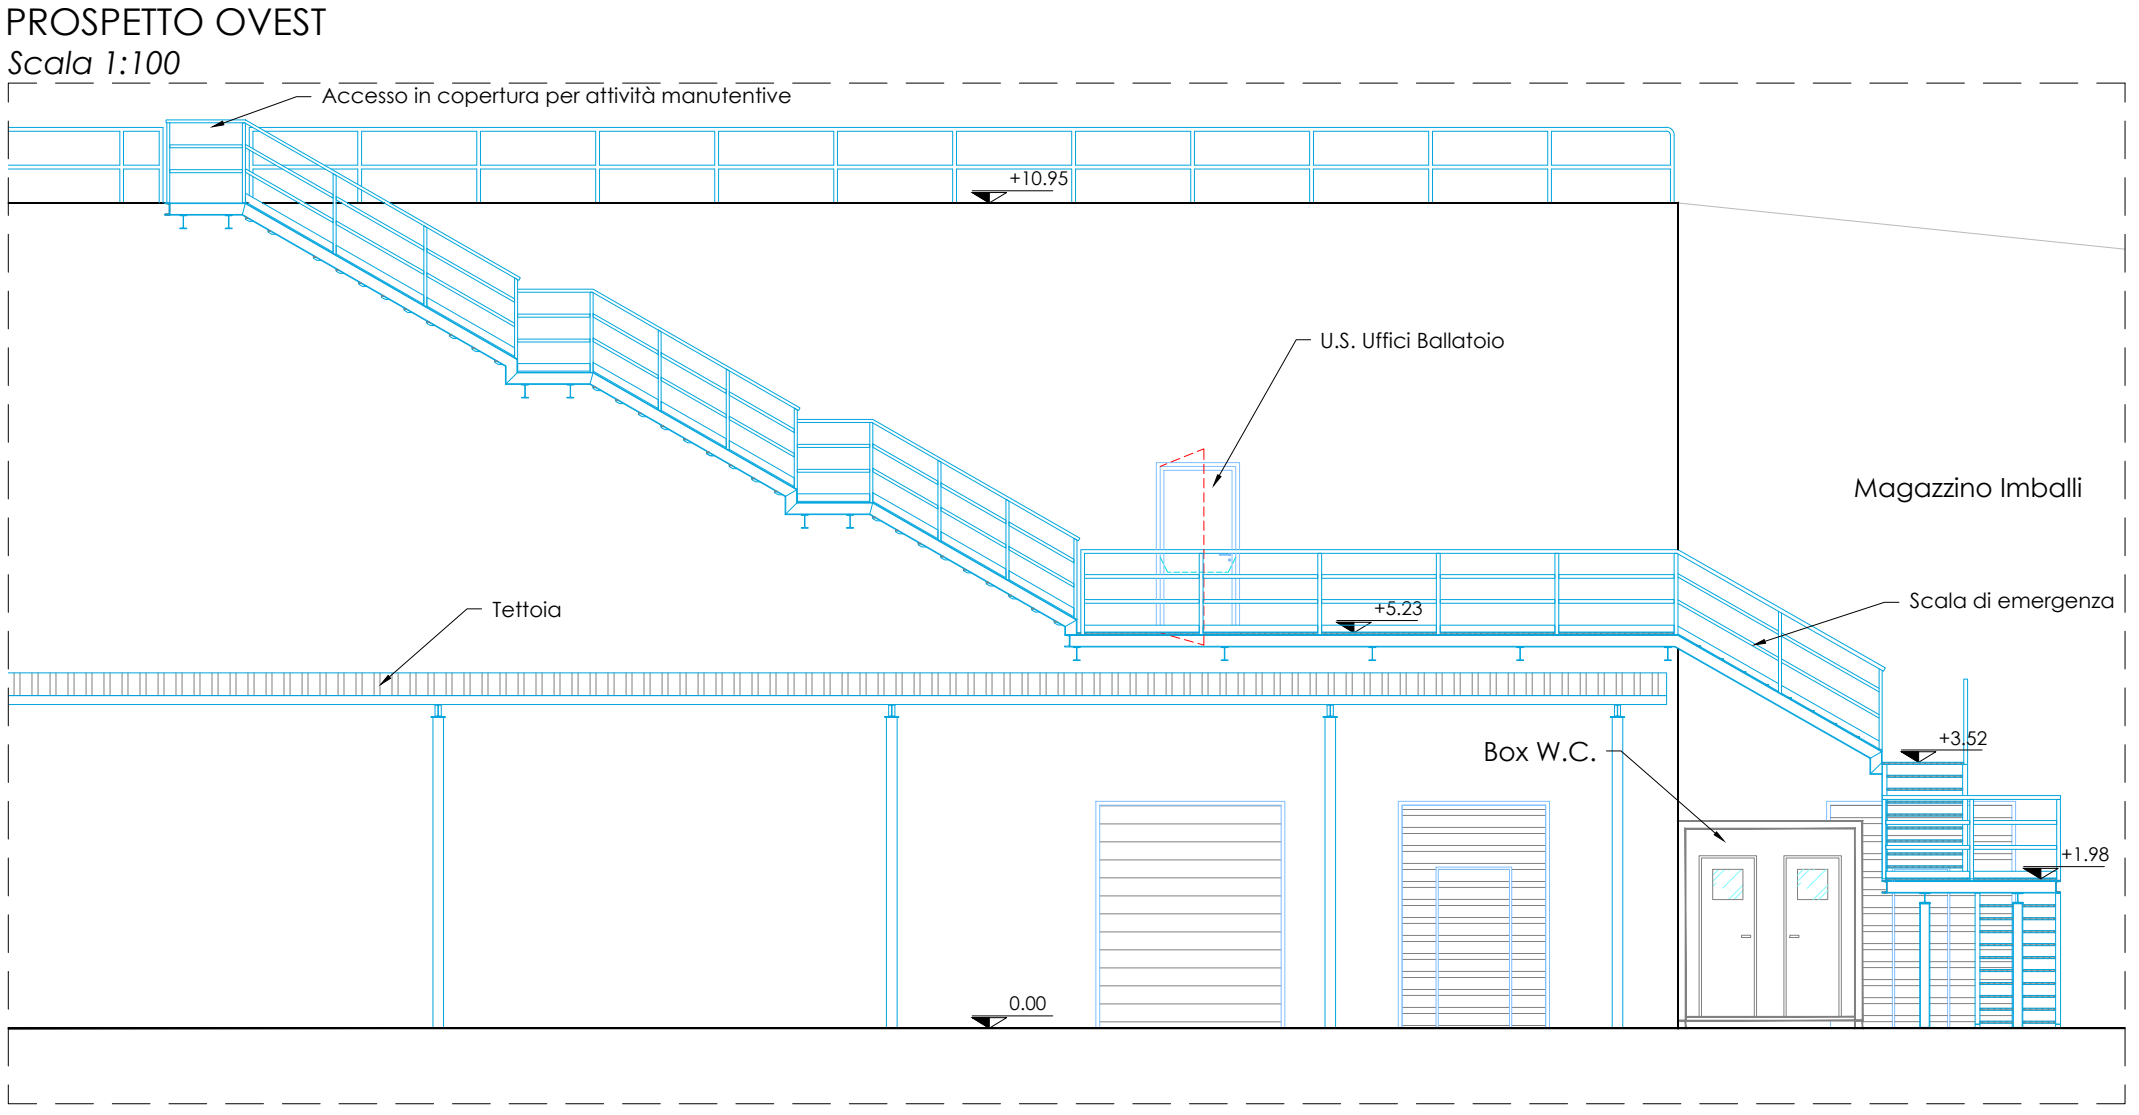 PROSPETTO OVEST
Scala 1:100
Accesso in copertura per attività manutentive
+10.95
U.S. Uffici Ballatoio
Magazzino Imballi
Tettoia
+5.23
Scala di emergenza
Box W.C.
+3.52
+1.98
0.00